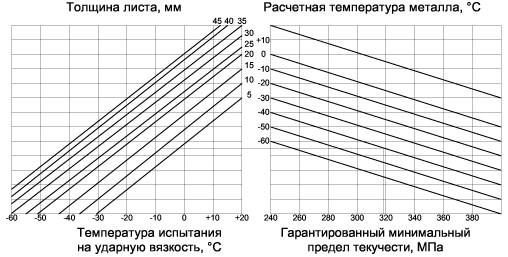 Толщина листа, мм
Расчетная температура металла, °С
45 40 35
30
25
20
15
10
5
+10
0
-10
-20
-30
-40
-50
-60
-60 -50 -40 -30 -20 -10 0 +10 +20
240 260 280 300 320 340 360 380
Температура испытания
на ударную вязкость, °С
Гарантированный минимальный
предел текучести, МПа